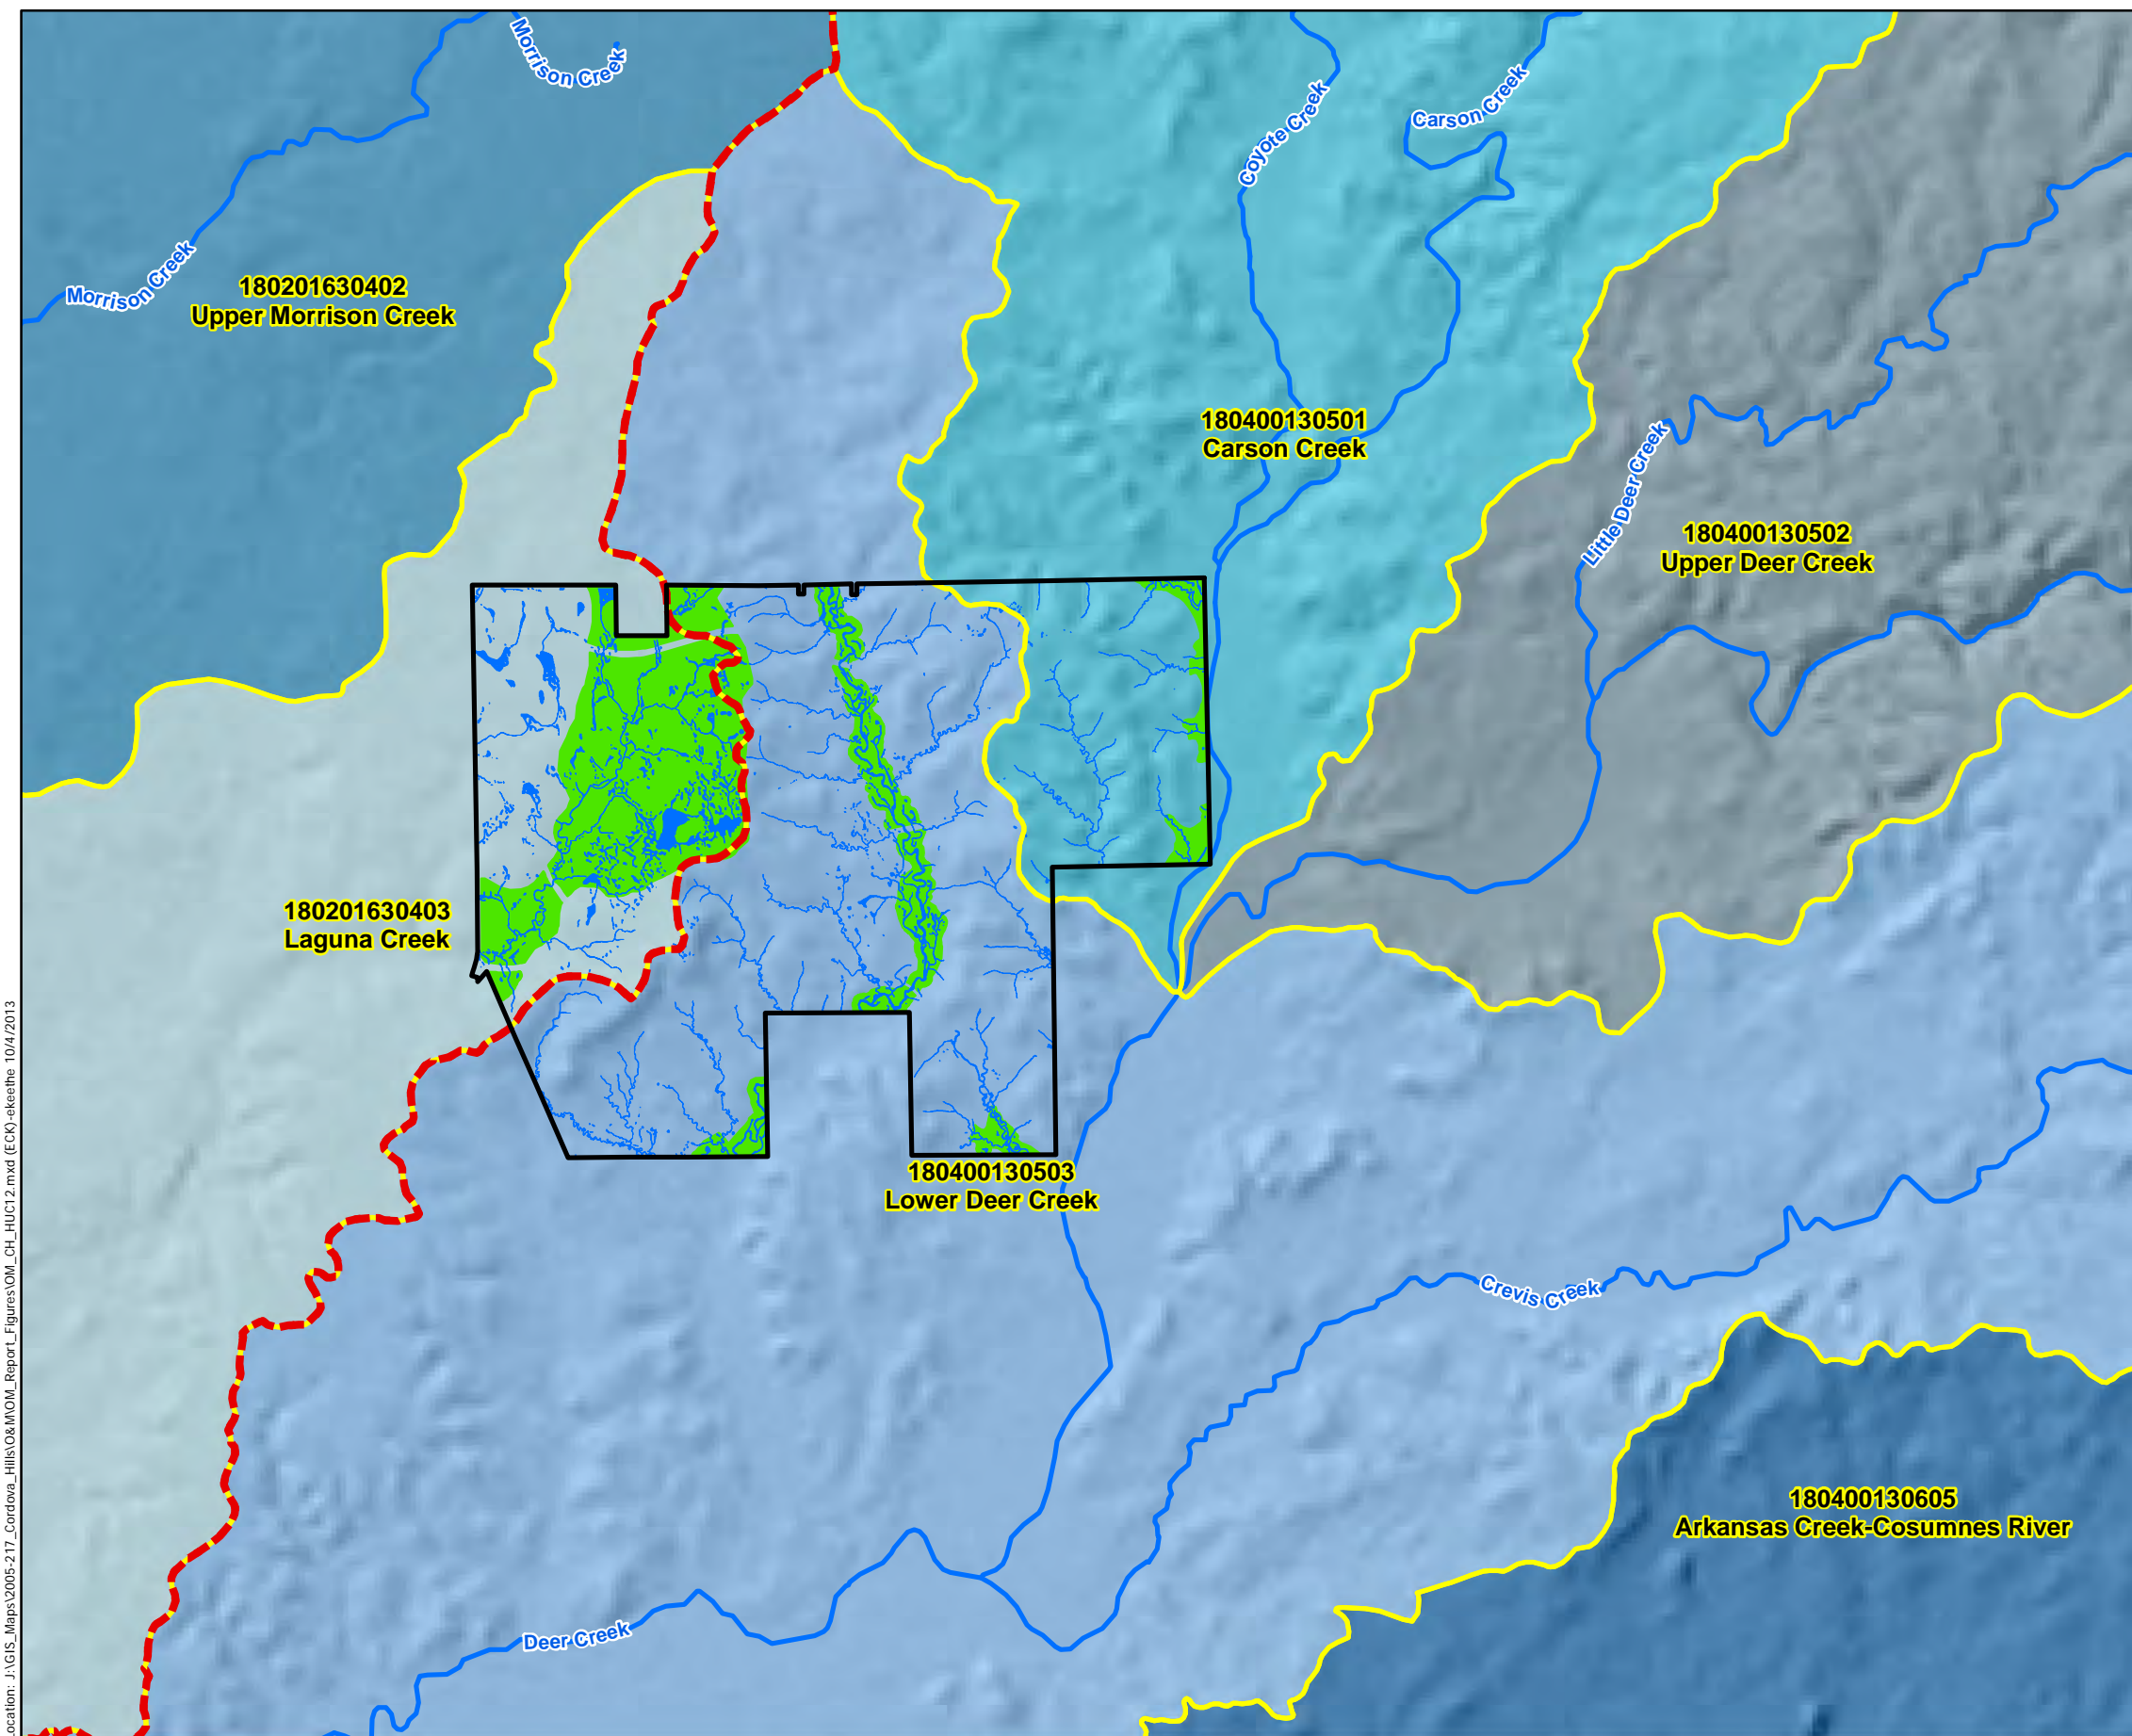 Morrison Creek
Carson Creek
Coyote Creek
Morrison Creek
180201630402
Upper Morrison Creek
180400130501
Carson Creek
Little Deer Creek
180400130502
Upper Deer Creek
180201630403
Laguna Creek
180400130503
Lower Deer Creek
Crevis Creek
180400130605
Arkansas Creek-Cosumnes River
Deer Creek
Location: J:\GIS_Maps\2005-217_Cordova_Hills\O&M\OM_Report_Figures\OM_CH_HUC12.mxd (ECK)-ekeethe 10/4/2013